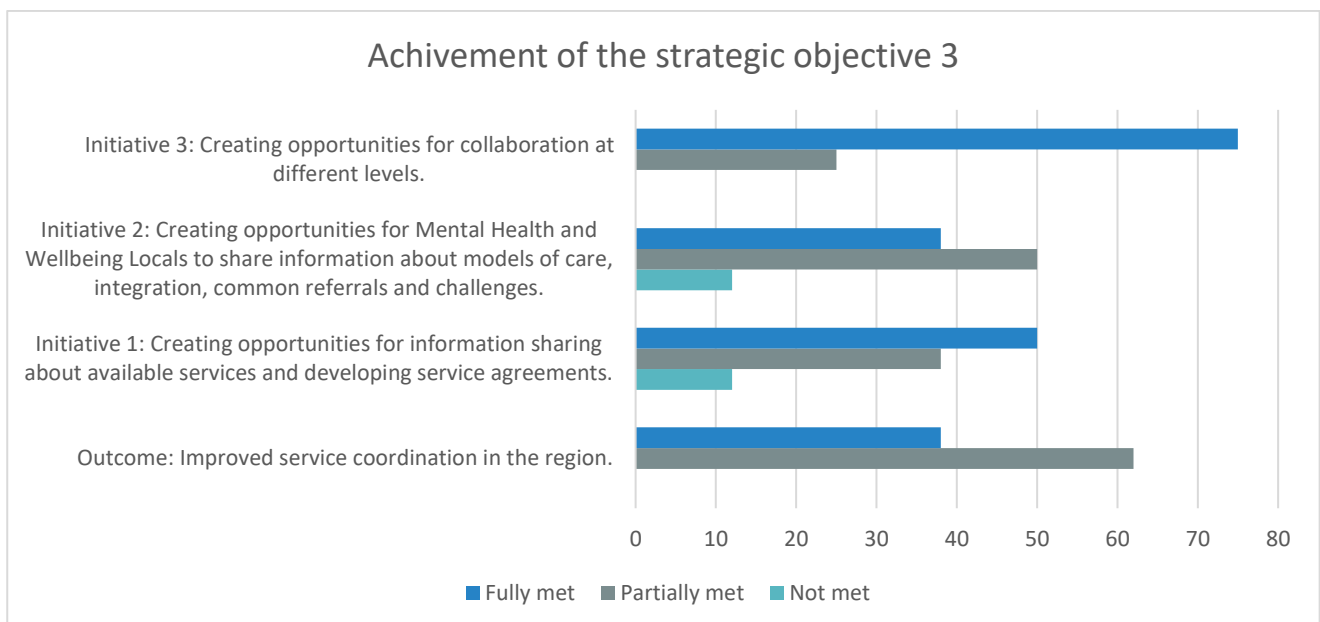 Achivement of the strategic objective 3
Initiative 3: Creating opportunities for collaboration at
different levels.
Initiative 2: Creating opportunities for Mental Health and
Wellbeing Locals to share information about models of care,
integration, common referrals and challenges.
Initiative 1: Creating opportunities for information sharing
about available services and developing service agreements.
Outcome: Improved service coordination in the region.
0 10 20 30 40 50 60 70 80
Fully met Partially met Not met